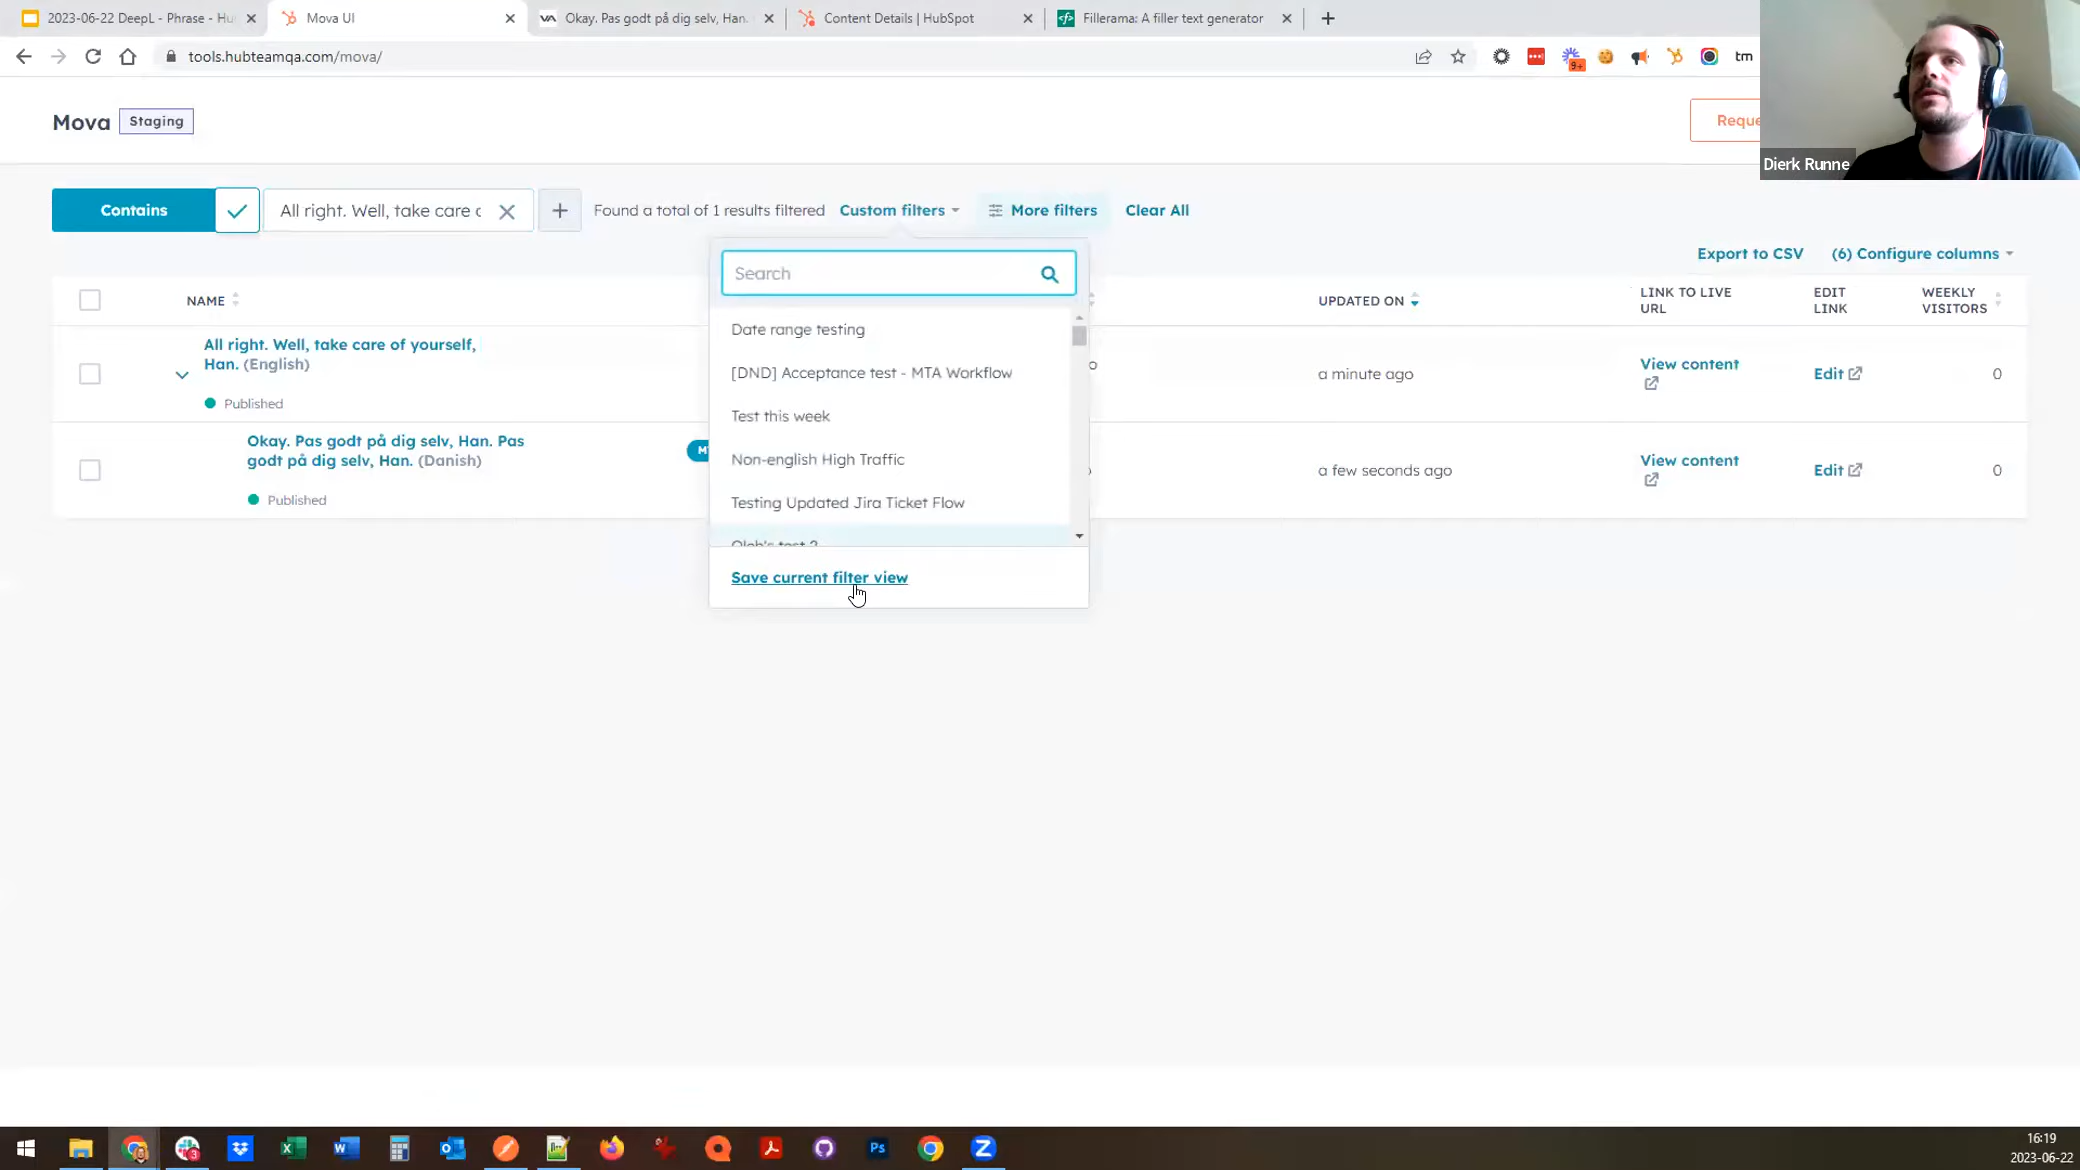 2023-06-22 DeepL - Phrase - Hu
Mova UI
Okay. Pas godt på dig selv, Han.
Content Details | HubSpot
Fillerama: A filler text generator
tools.hubteamqa.com/mova/
9+
tm
Mova
Staging
Reque
Dierk Runne
Contains
All right. Well, take care
Found a total of 1 results filtered
Custom filters
More filters
Clear All
Export to CSV
(6) Configure columns
Search
NAME
UPDATED ON
LINK TO LIVE URL
EDIT LINK
WEEKLY VISITORS
Date range testing
[DND] Acceptance test - MTA Workflow
Test this week
Non-english High Traffic
Testing Updated Jira Ticket Flow
Save current filter view
All right. Well, take care of yourself,
Han. (English)
Published
a minute ago
View content
Edit
0
Okay. Pas godt på dig selv, Han. Pas
godt på dig selv, Han. (Danish)
Published
a few seconds ago
View content
Edit
0
16:19
2023-06-22